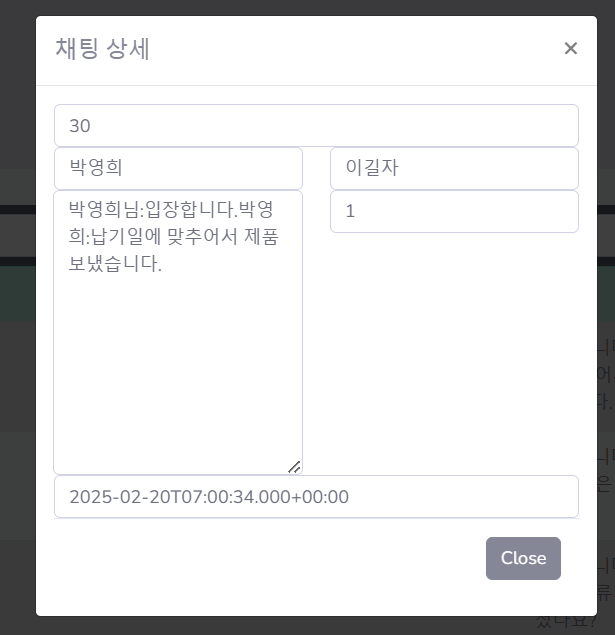 채팅 상세 ×
30
박영희 이길자
박영희님:입장합니다.박영
희:납기일에 맞추어서 제품
보냈습니다.
1
2025-02-20T07:00:34.000+00:00
Close